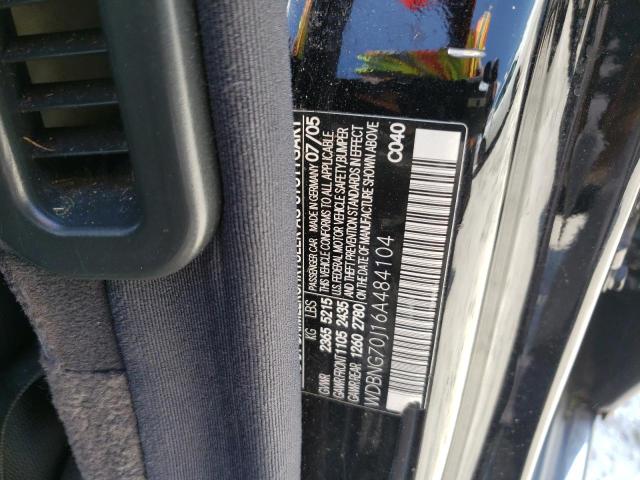 PASSENGER CAR MADE IN GERMANY 07/05
KG LBS THIS VEHICLE CONFORMS TO ALL APPLICABLE
GVWR 2365 5215 U.S. FEDERAL MOTOR VEHICLE SAFETY, BUMPER
GAWR FRONT 1105 2435 AND THEFT PREVENTION STANDARDS IN EFFECT
GAWR REAR 1260 2780 ON THE DATE OF MANUFACTURE SHOWN ABOVE
WDBNG70J16A484104 C040